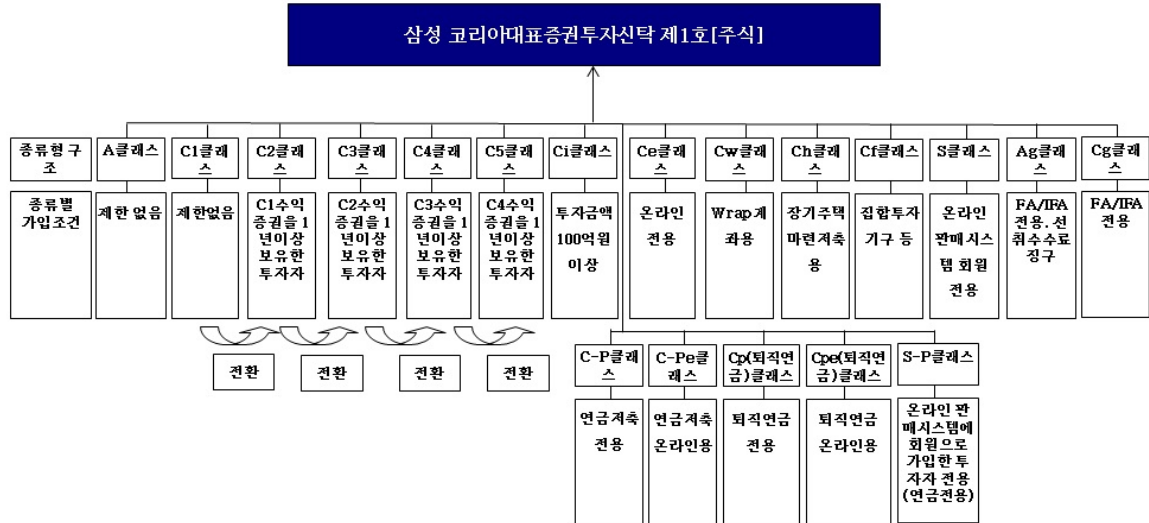 삼성 코리아대표증권투자신탁 제1호[주식]
종류형구
조
A클래스
C1클래
스
C2클래
스
C3클래
스
C4클래
스
C5클래
스
Ci클래스
Ce클래
스
Cw클래
스
Ch클래
스
Cf클래스
S클래스
Ag클래
스
Cg클래
스
종류별
가입조건
제한 없음
제한없음
C1수익
증권을1
년이상
보유한
투자자
C2수익
증권을1
년이상
보유한
투자자
C3수익
증권을1
년이상
보유한
투자자
C4수익
증권을1
년이상
보유한
투자자
투자금액
100억원
이상
온라인
전용
Wrap계
좌용
장기주택
마련저축
용
집합투자
기구 등
온라인
판매시스
템 회원
전용
FA/IFA
전용. 선
취수수료
징구
FA/IFA
전용
전환
전환
전환
전환
C-P클래
스
C-Pe클
래스
Cp(퇴직연
금)클래스
Cpe(퇴직연
금)클래스
S-P클래스
연금저축
전용
연금저축
온라인용
퇴직연금
전용
퇴직연금
온라인용
온라인 판
매시스템에
회원으로
가입한 투
자자 전용
(연금전용)